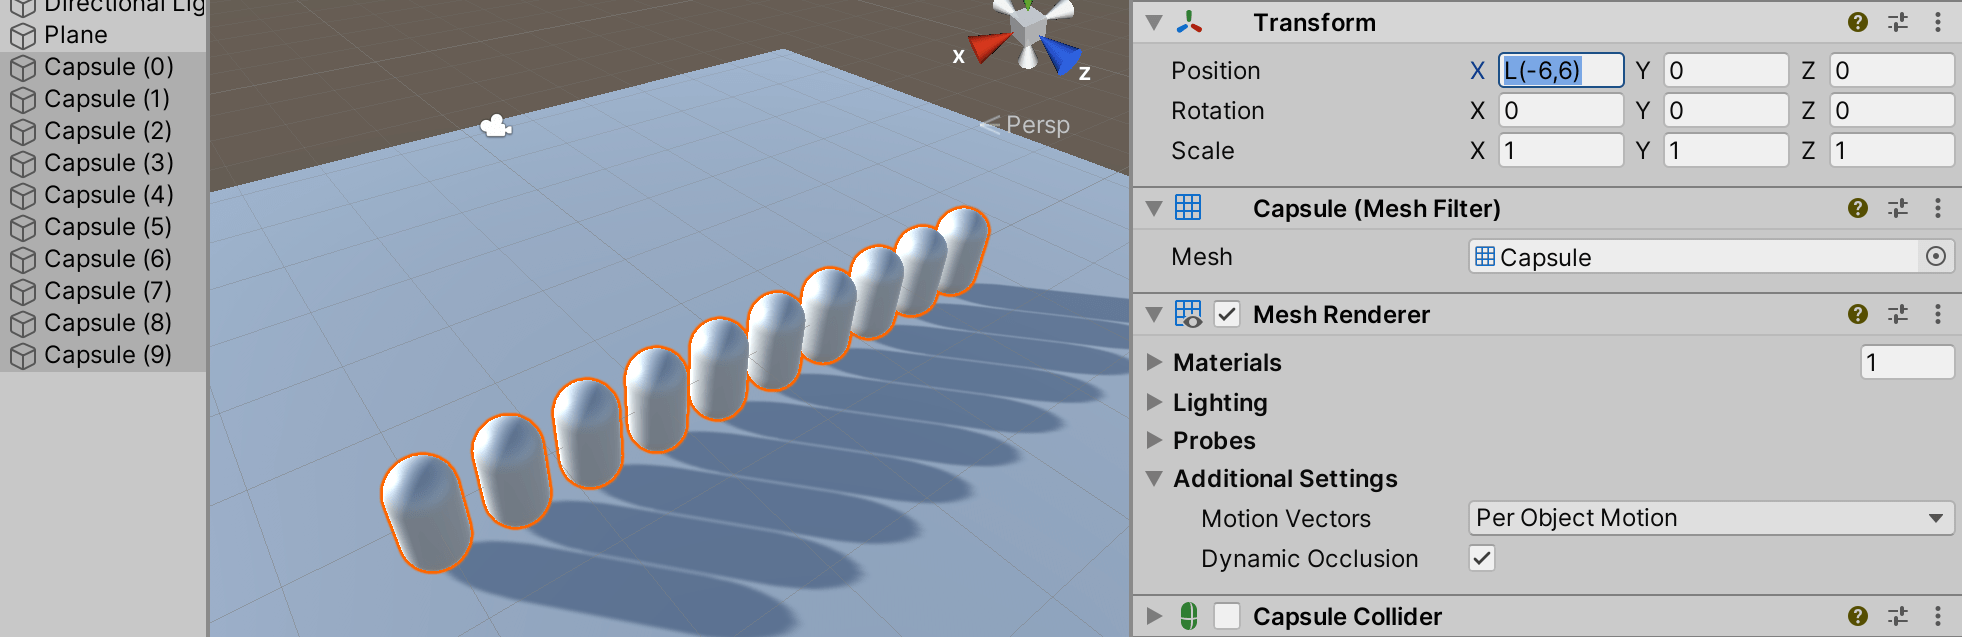 Directional Lig
Plane
Capsule (0)
Capsule (1)
Capsule (2)
Capsule (3)
Capsule (4)
Capsule (5)
Capsule (6)
Capsule (7)
Capsule (8)
Capsule (9)
X
Z
Persp
Transform
Position X L(-6,6) Y 0 Z 0
Rotation X 0 Y 0 Z 0
Scale X 1 Y 1 Z 1
Capsule (Mesh Filter)
Mesh Capsule
Mesh Renderer
Materials 1
Lighting
Probes
Additional Settings
Motion Vectors Per Object Motion
Dynamic Occlusion
Capsule Collider